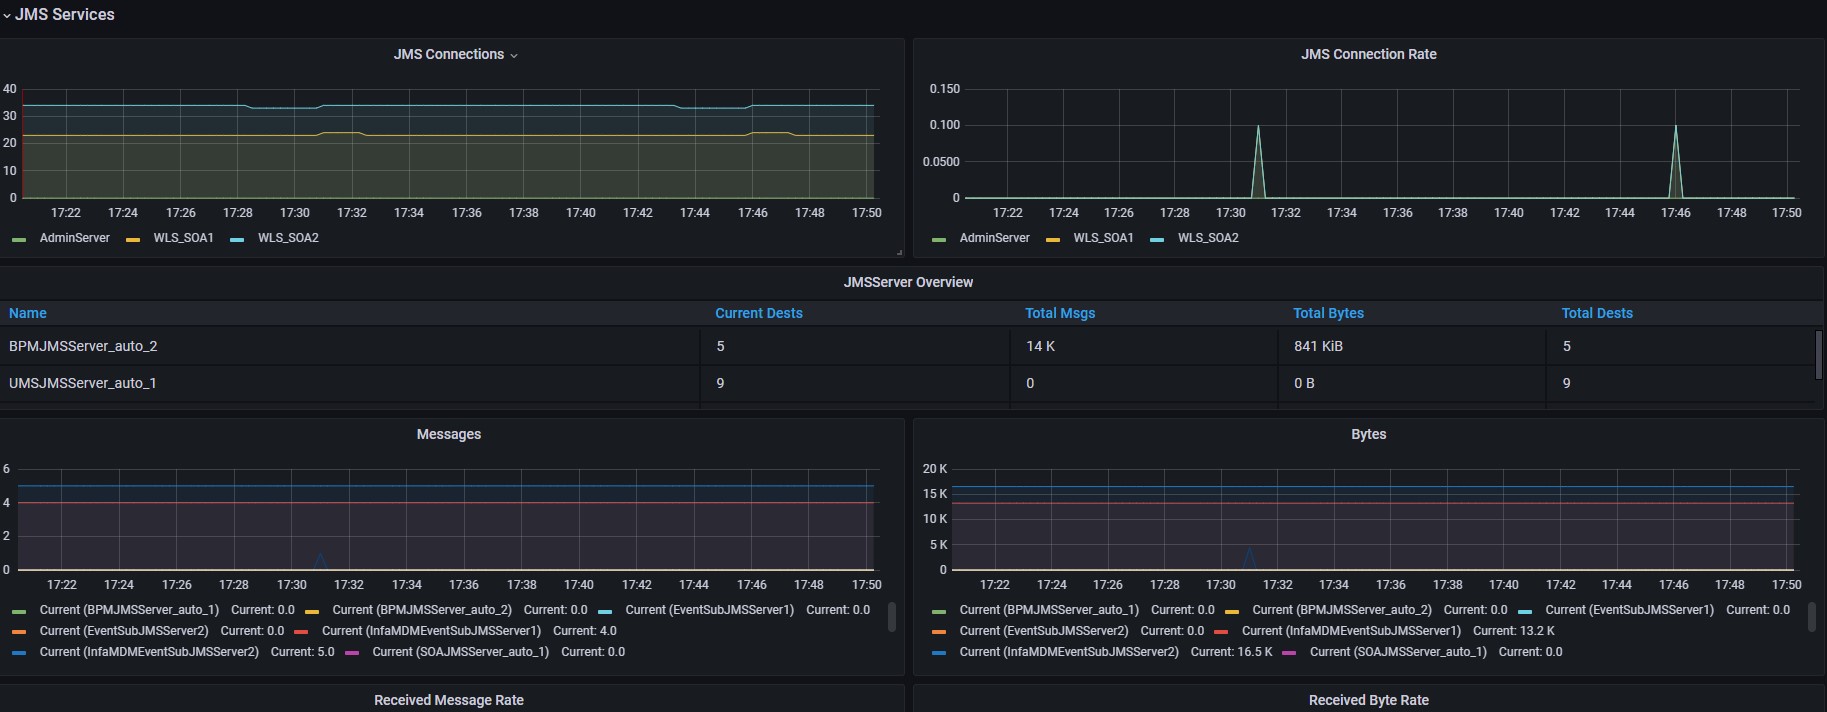 JMS Services
JMS Connections
40
30
20
10
0
17:22 17:24 17:26 17:28 17:30 17:32 17:34 17:36 17:38 17:40 17:42 17:44 17:46 17:48 17:50
AdminServer WLS_SOA1 WLS_SOA2
JMS Connection Rate
0.150
0.100
0.0500
0
17:22 17:24 17:26 17:28 17:30 17:32 17:34 17:36 17:38 17:40 17:42 17:44 17:46 17:48 17:50
AdminServer WLS_SOA1 WLS_SOA2
JMSServer Overview
Name Current Dests Total Msgs Total Bytes Total Dests
BPMJMSServer_auto_2 5 14 K 841 KiB 5
UMSJMSServer_auto_1 9 0 0 B 9
Messages
6
4
2
0
17:22 17:24 17:26 17:28 17:30 17:32 17:34 17:36 17:38 17:40 17:42 17:44 17:46 17:48 17:50
Current (BPMJMSServer_auto_1) Current: 0.0 Current (BPMJMSServer_auto_2) Current: 0.0 Current (EventSubJMSServer1) Current: 0.0
Current (EventSubJMSServer2) Current: 0.0 Current (InfaMDMEventSubJMSServer1) Current: 4.0
Current (InfaMDMEventSubJMSServer2) Current: 5.0 Current (SOAJMSServer_auto_1) Current: 0.0
Bytes
20 K
15 K
10 K
5 K
0
17:22 17:24 17:26 17:28 17:30 17:32 17:34 17:36 17:38 17:40 17:42 17:44 17:46 17:48 17:50
Current (BPMJMSServer_auto_1) Current: 0.0 Current (BPMJMSServer_auto_2) Current: 0.0 Current (EventSubJMSServer1) Current: 0.0
Current (EventSubJMSServer2) Current: 0.0 Current (InfaMDMEventSubJMSServer1) Current: 13.2 K
Current (InfaMDMEventSubJMSServer2) Current: 16.5 K Current (SOAJMSServer_auto_1) Current: 0.0
Received Message Rate
Received Byte Rate